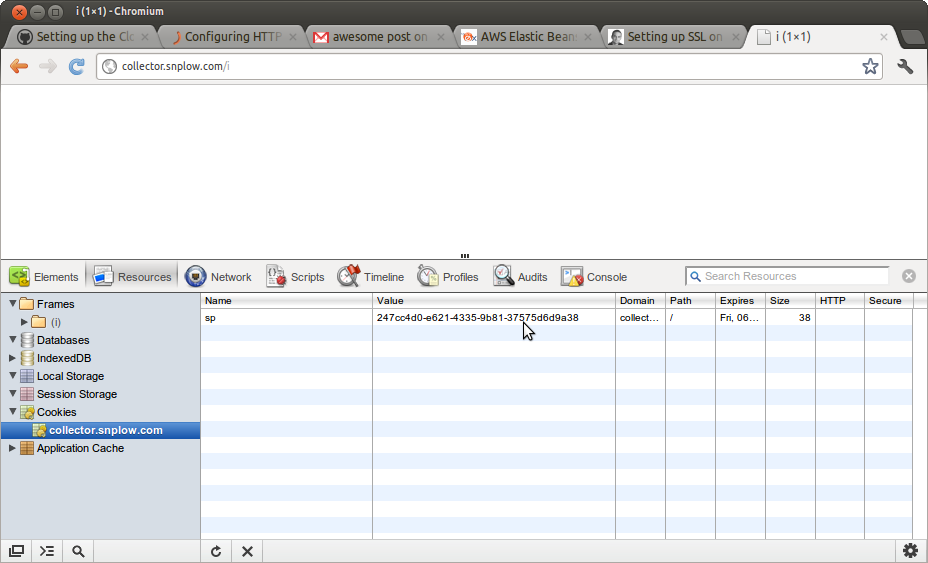 i (1×1) - Chromium
Setting up the Clo
Configuring HTTP
awesome post on
AWS Elastic Beans
Setting up SSL on
i (1×1)
collector.snplow.com/i
Elements
Resources
Network
Scripts
Timeline
Profiles
Audits
Console
Search Resources
Frames
(i)
Databases
IndexedDB
Local Storage
Session Storage
Cookies
collector.snplow.com
Application Cache
Name Value Domain Path Expires Size HTTP Secure
sp 247cc4d0-e621-4335-9b81-37575d6d9a38 collect... / Fri, 06... 38